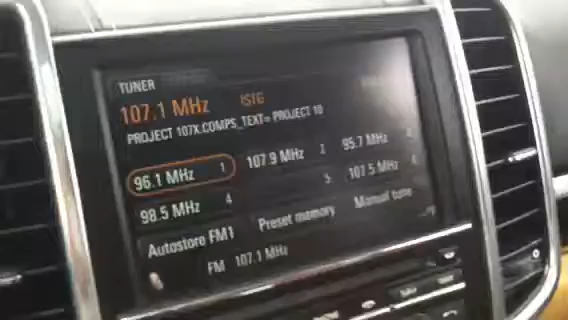 TUNER
107.1 MHz ISTG
PROJECT 107X.COMPS_TEXT= PROJECT 10
96.1 MHz 1 107.9 MHz 2 95.7 MHz 3
98.5 MHz 4 5 107.5 MHz 6
Autostore FM1 Preset memory Manual tune
FM 107.1 MHz